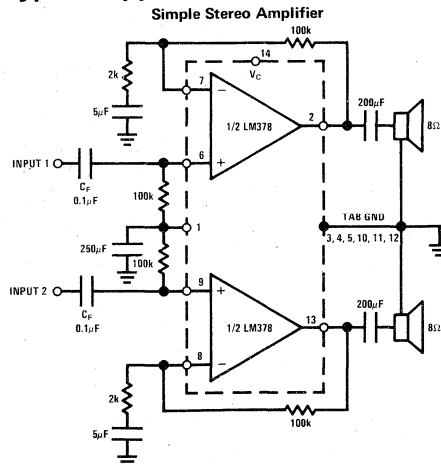 Simple Stereo Amplifier
100k
14
VC
2k
7
−
5µF
2
200µF
8Ω
1/2 LM378
INPUT 1
6
+
CF
0.1µF
100k
1
TAB GND
3, 4, 5, 10, 11, 12
250µF
100k
INPUT 2
9
+
CF
0.1µF
1/2 LM378
13
200µF
8Ω
8
−
2k
5µF
100k